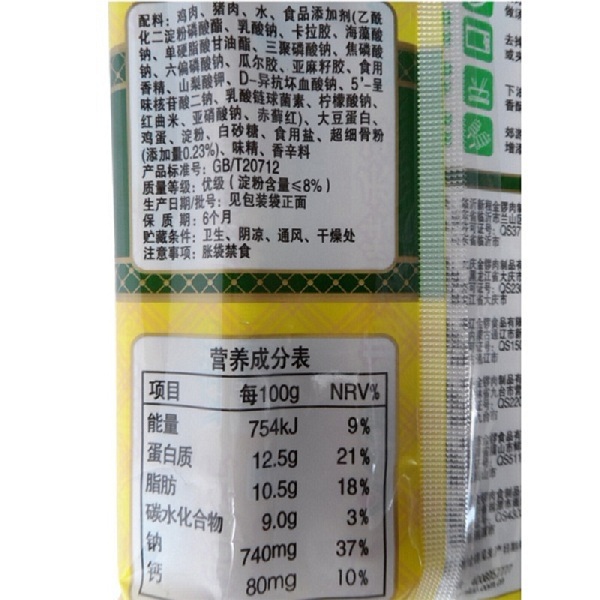 配料：鸡肉、猪肉、水、食品添加剂(乙酰
化二淀粉磷酸酯、乳酸钠、卡拉胶、海藻酸
钠、单硬脂酸甘油酯、三聚磷酸钠、焦磷酸
钠、六偏磷酸钠、瓜尔胶、亚麻籽胶、食用
香精、山梨酸钾、D-异抗坏血酸钠、5'-呈
味核苷酸二钠、乳酸链球菌素、柠檬酸钠、
红曲米、亚硝酸钠、赤藓红)、大豆蛋白、
鸡蛋、淀粉、白砂糖、食用盐、超细骨粉
(添加量0.23%)、味精、香辛料
产品标准号：GB/T20712
质量等级：优级（淀粉含量≤8%）
生产日期/批号：见包装袋正面
保 质 期：6个月
贮藏条件：卫生、阴凉、通风、干燥处
注意事项：胀袋禁食
营养成分表
项目 每100g NRV%
能量 754kJ 9%
蛋白质 12.5g 21%
脂肪 10.5g 18%
碳水化合物 9.0g 3%
钠 740mg 37%
钙 80mg 10%